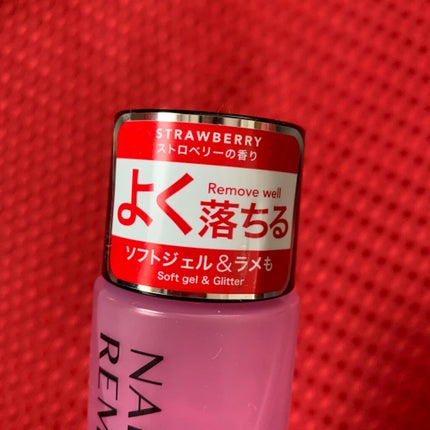 STRAWBERRY
ストロベリーの香り
Remove well
よく落ちる
ソフトジェル&ラメも
Soft gel & Glitter